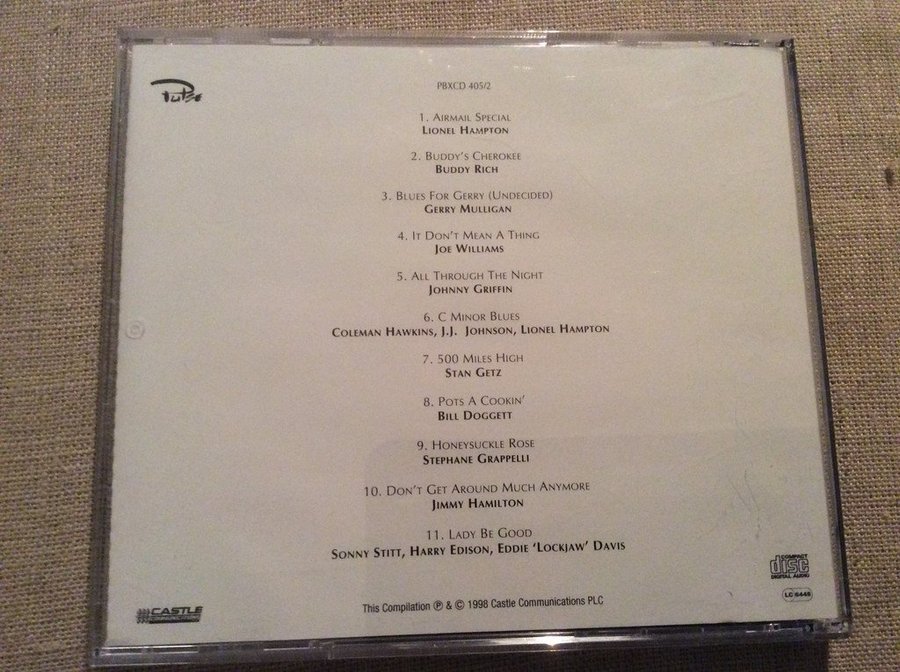 Pulse
PBXCD 405/2
1. Airmail Special
Lionel Hampton
2. Buddy's Cherokee
Buddy Rich
3. Blues For Gerry (Undecided)
Gerry Mulligan
4. It Don't Mean A Thing
Joe Williams
5. All Through The Night
Johnny Griffin
6. C Minor Blues
Coleman Hawkins, J.J. Johnson, Lionel Hampton
7. 500 Miles High
Stan Getz
8. Pots A Cookin'
Bill Doggett
9. Honeysuckle Rose
Stephane Grappelli
10. Don't Get Around Much Anymore
Jimmy Hamilton
11. Lady Be Good
Sonny Stitt, Harry Edison, Eddie 'Lockjaw' Davis
COMPACT
disc
DIGITAL AUDIO
LC 6448
CASTLE
COMMUNICATIONS
This Compilation ℗ & © 1998 Castle Communications PLC